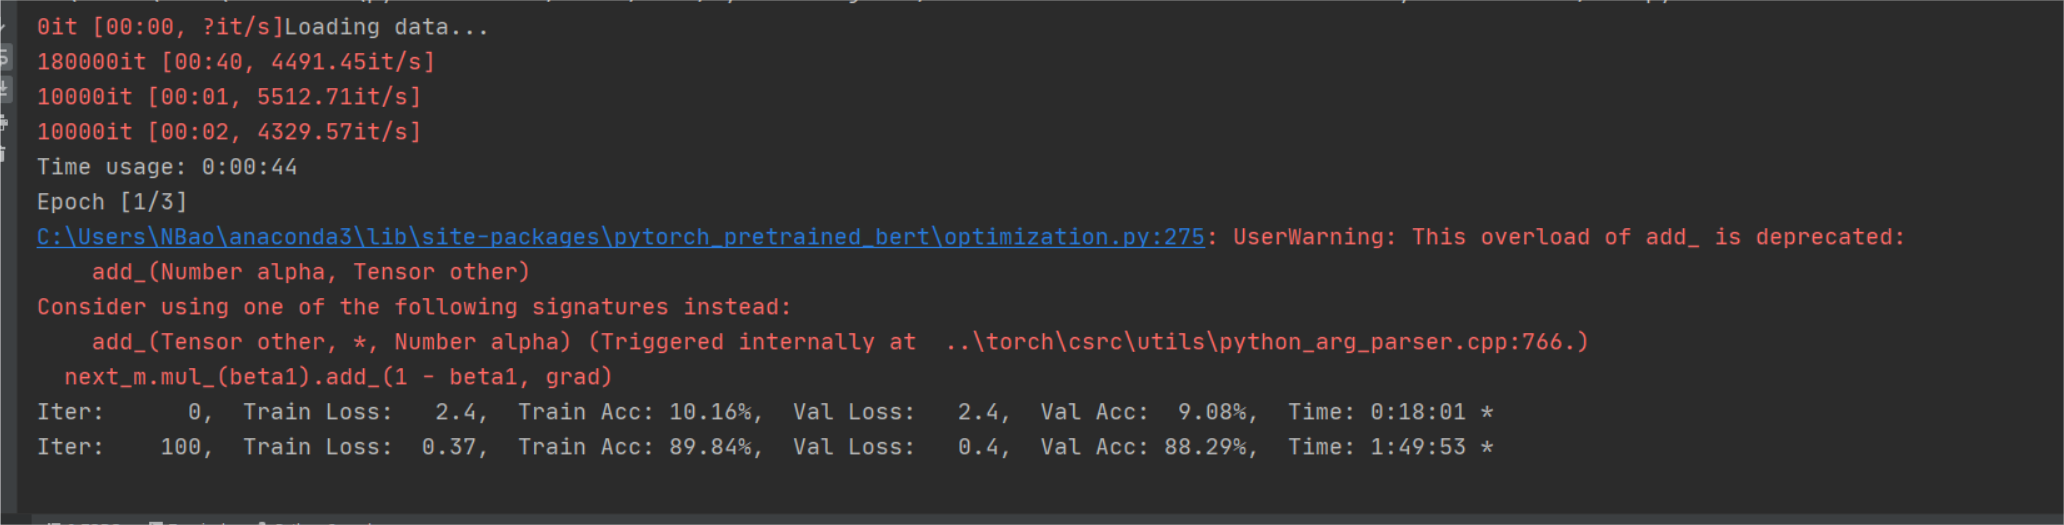 0it [00:00, ?it/s]Loading data...
180000it [00:40, 4491.45it/s]
10000it [00:01, 5512.71it/s]
10000it [00:02, 4329.57it/s]
Time usage: 0:00:44
Epoch [1/3]
C:\Users\NBao\anaconda3\lib\site-packages\pytorch_pretrained_bert\optimization.py:275: UserWarning: This overload of add_ is deprecated:
    add_(Number alpha, Tensor other)
Consider using one of the following signatures instead:
    add_(Tensor other, *, Number alpha) (Triggered internally at  ..\torch\csrc\utils\python_arg_parser.cpp:766.)
  next_m.mul_(beta1).add_(1 - beta1, grad)
Iter:      0,  Train Loss:   2.4,  Train Acc: 10.16%,  Val Loss:   2.4,  Val Acc:  9.08%,  Time: 0:18:01 *
Iter:    100,  Train Loss:  0.37,  Train Acc: 89.84%,  Val Loss:   0.4,  Val Acc: 88.29%,  Time: 1:49:53 *